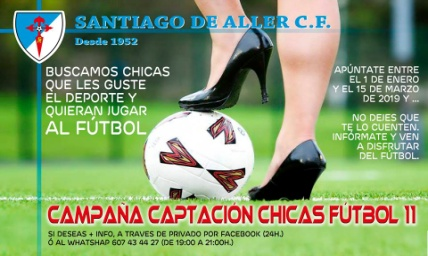 SANTIAGO DE ALLER C.F.
Desde 1952
BUSCAMOS CHICAS
QUE LES GUSTE
EL DEPORTE Y
QUIERAN JUGAR
AL FÚTBOL
APÚNTATE ENTRE
EL 1 DE ENERO
Y EL 15 DE MARZO
DE 2019 Y ...
NO DEJES QUE
TE LO CUENTEN.
INFÓRMATE Y VEN
A DISFRUTAR
DEL FÚTBOL.
CAMPAÑA CAPTACIÓN CHICAS FÚTBOL 11
SI DESEAS + INFO, A TRAVES DE PRIVADO POR FACEBOOK (24H.)
Ó AL WHATSHAP 607 43 44 27 (DE 19:00 A 21:00H.)